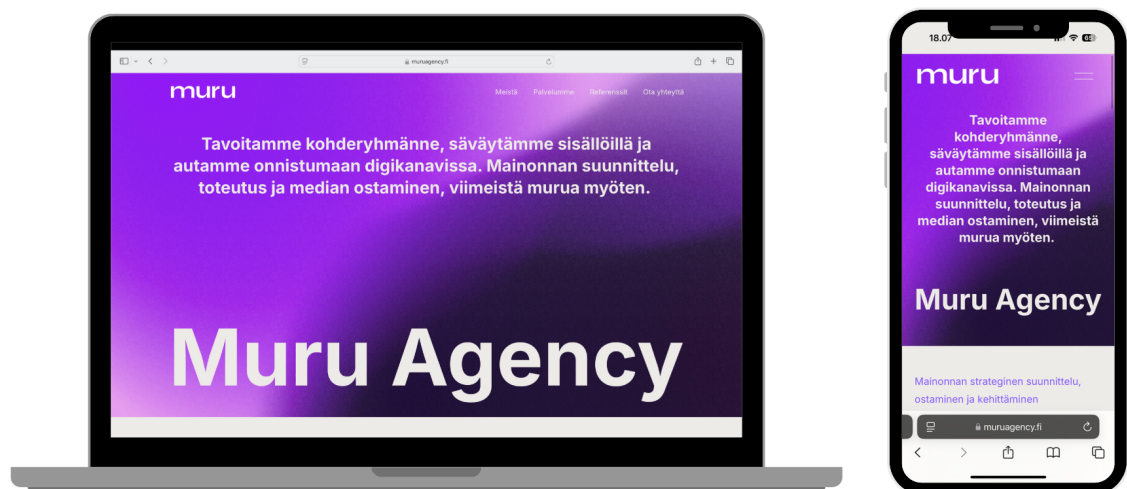 muruagency.fi
muru
Meistä Palvelumme Referenssit Ota yhteyttä
Tavoitamme kohderyhmänne, säväytämme sisällöillä ja
autamme onnistumaan digikanavissa. Mainonnan suunnittelu,
toteutus ja median ostaminen, viimeistä murua myöten.
Muru Agency
18.07
65
muru
Tavoitamme
kohderyhmänne,
säväytämme sisällöillä ja
autamme onnistumaan
digikanavissa. Mainonnan
suunnittelu, toteutus ja
median ostaminen, viimeistä
murua myöten.
Muru Agency
Mainonnan strateginen suunnittelu,
ostaminen ja kehittäminen
muruagency.fi